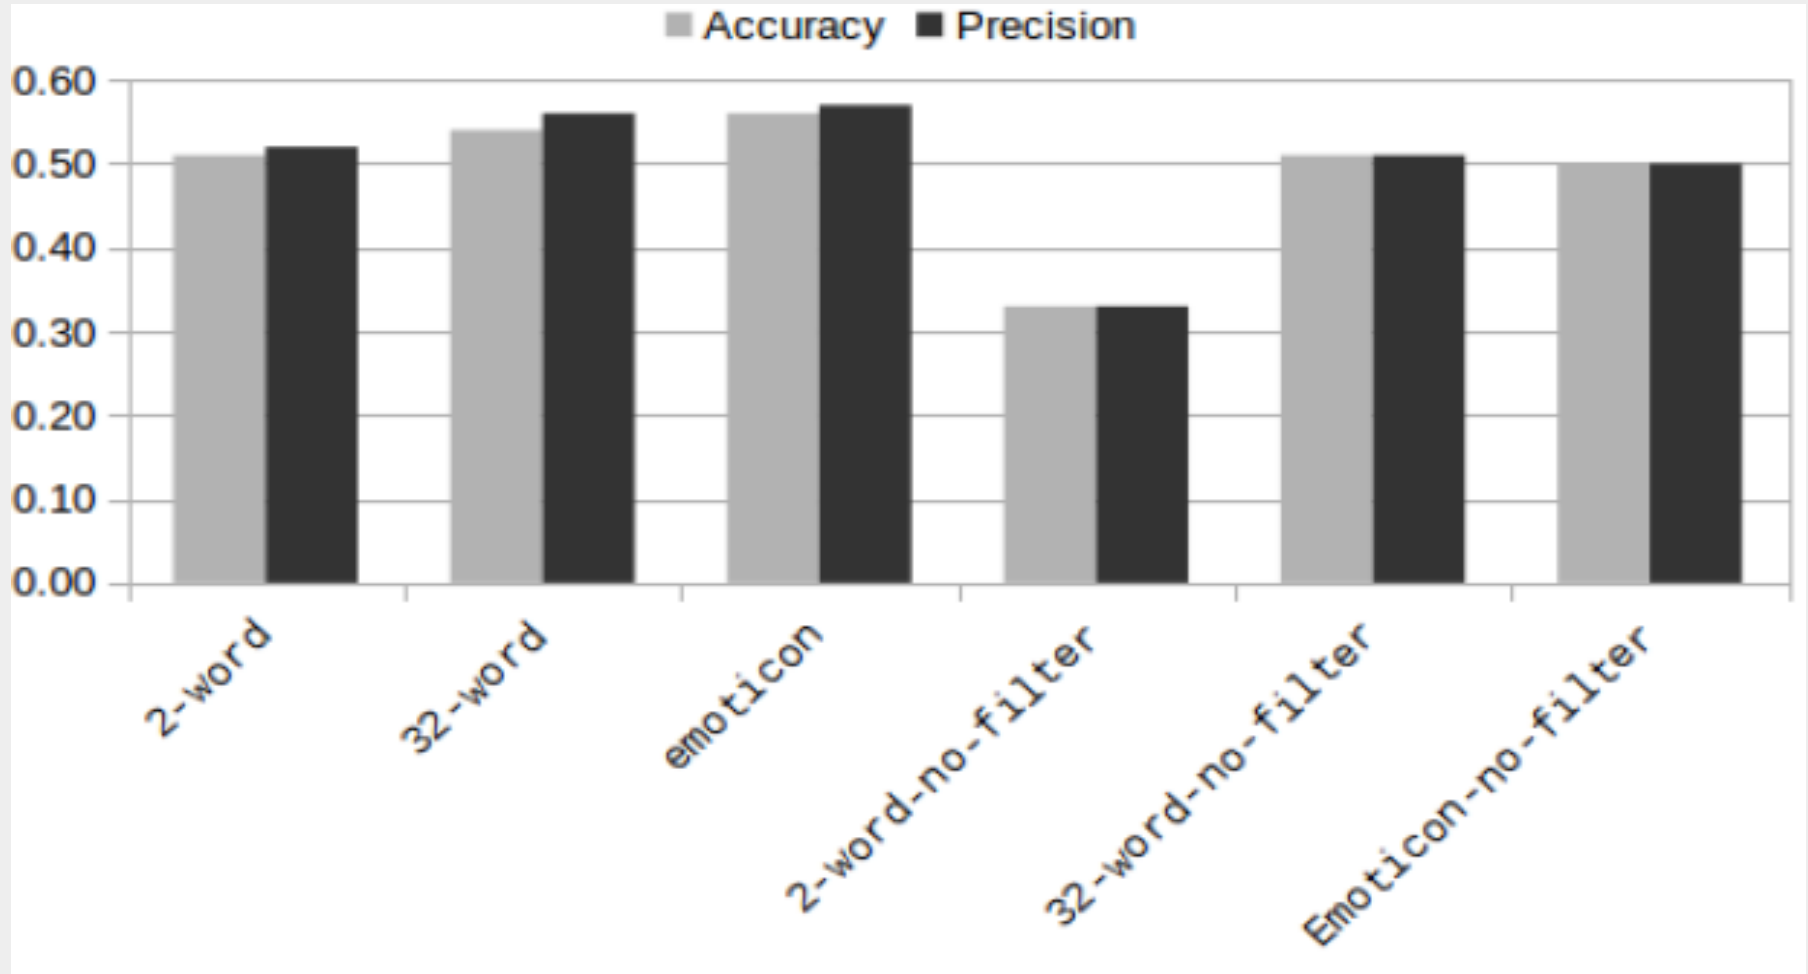 Accuracy Precision
0.60
0.50
0.40
0.30
0.20
0.10
0.00
2-word
32-word
emoticon
2-word-no-filter
32-word-no-filter
Emoticon-no-filter